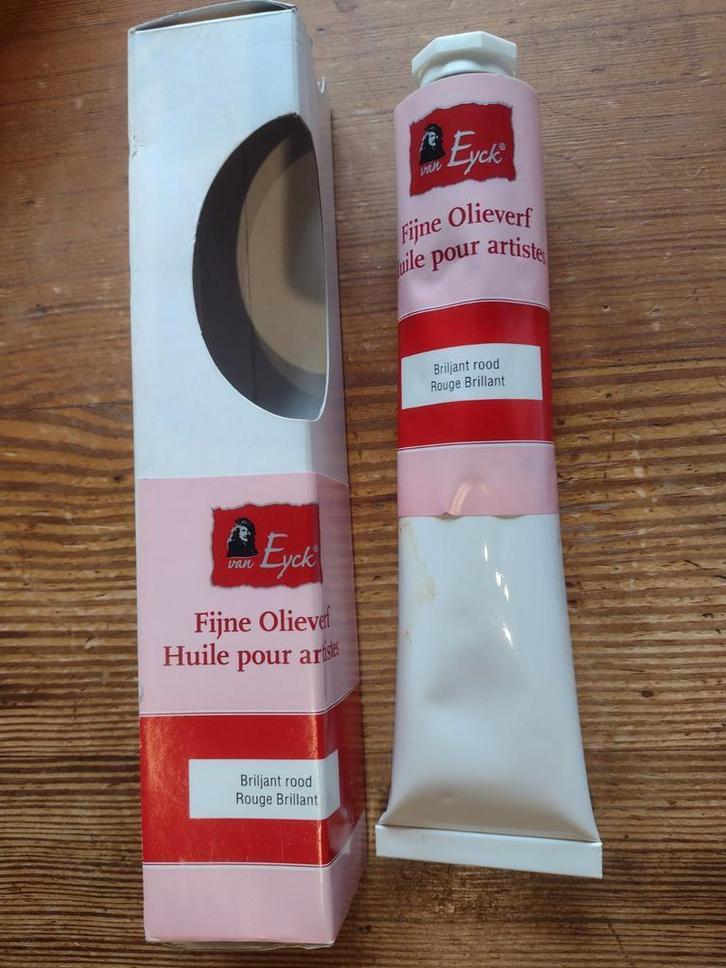 van Eyck®
Fijne Olieverf
Huile pour artistes
Briljant rood
Rouge Brillant
van Eyck®
Fijne Olieverf
uile pour artistes
Briljant rood
Rouge Brillant